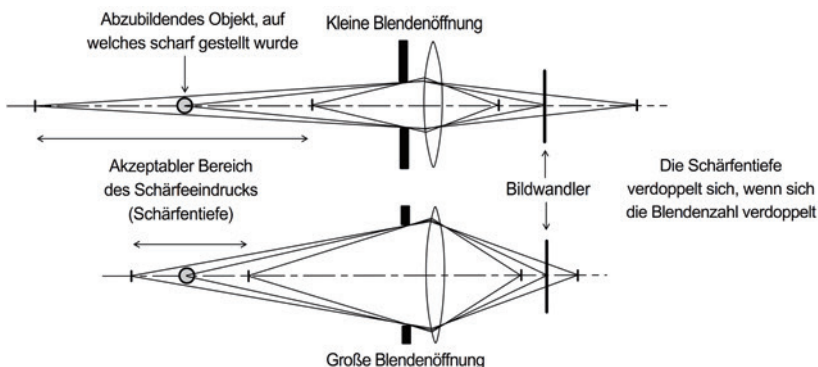 Abzubildendes Objekt, auf
welches scharf gestellt wurde
Kleine Blendenöffnung
Akzeptabler Bereich
des Schärfeeindrucks
(Schärfentiefe)
Bildwandler
Die Schärfentiefe
verdoppelt sich, wenn sich
die Blendenzahl verdoppelt
Große Blendenöffnung